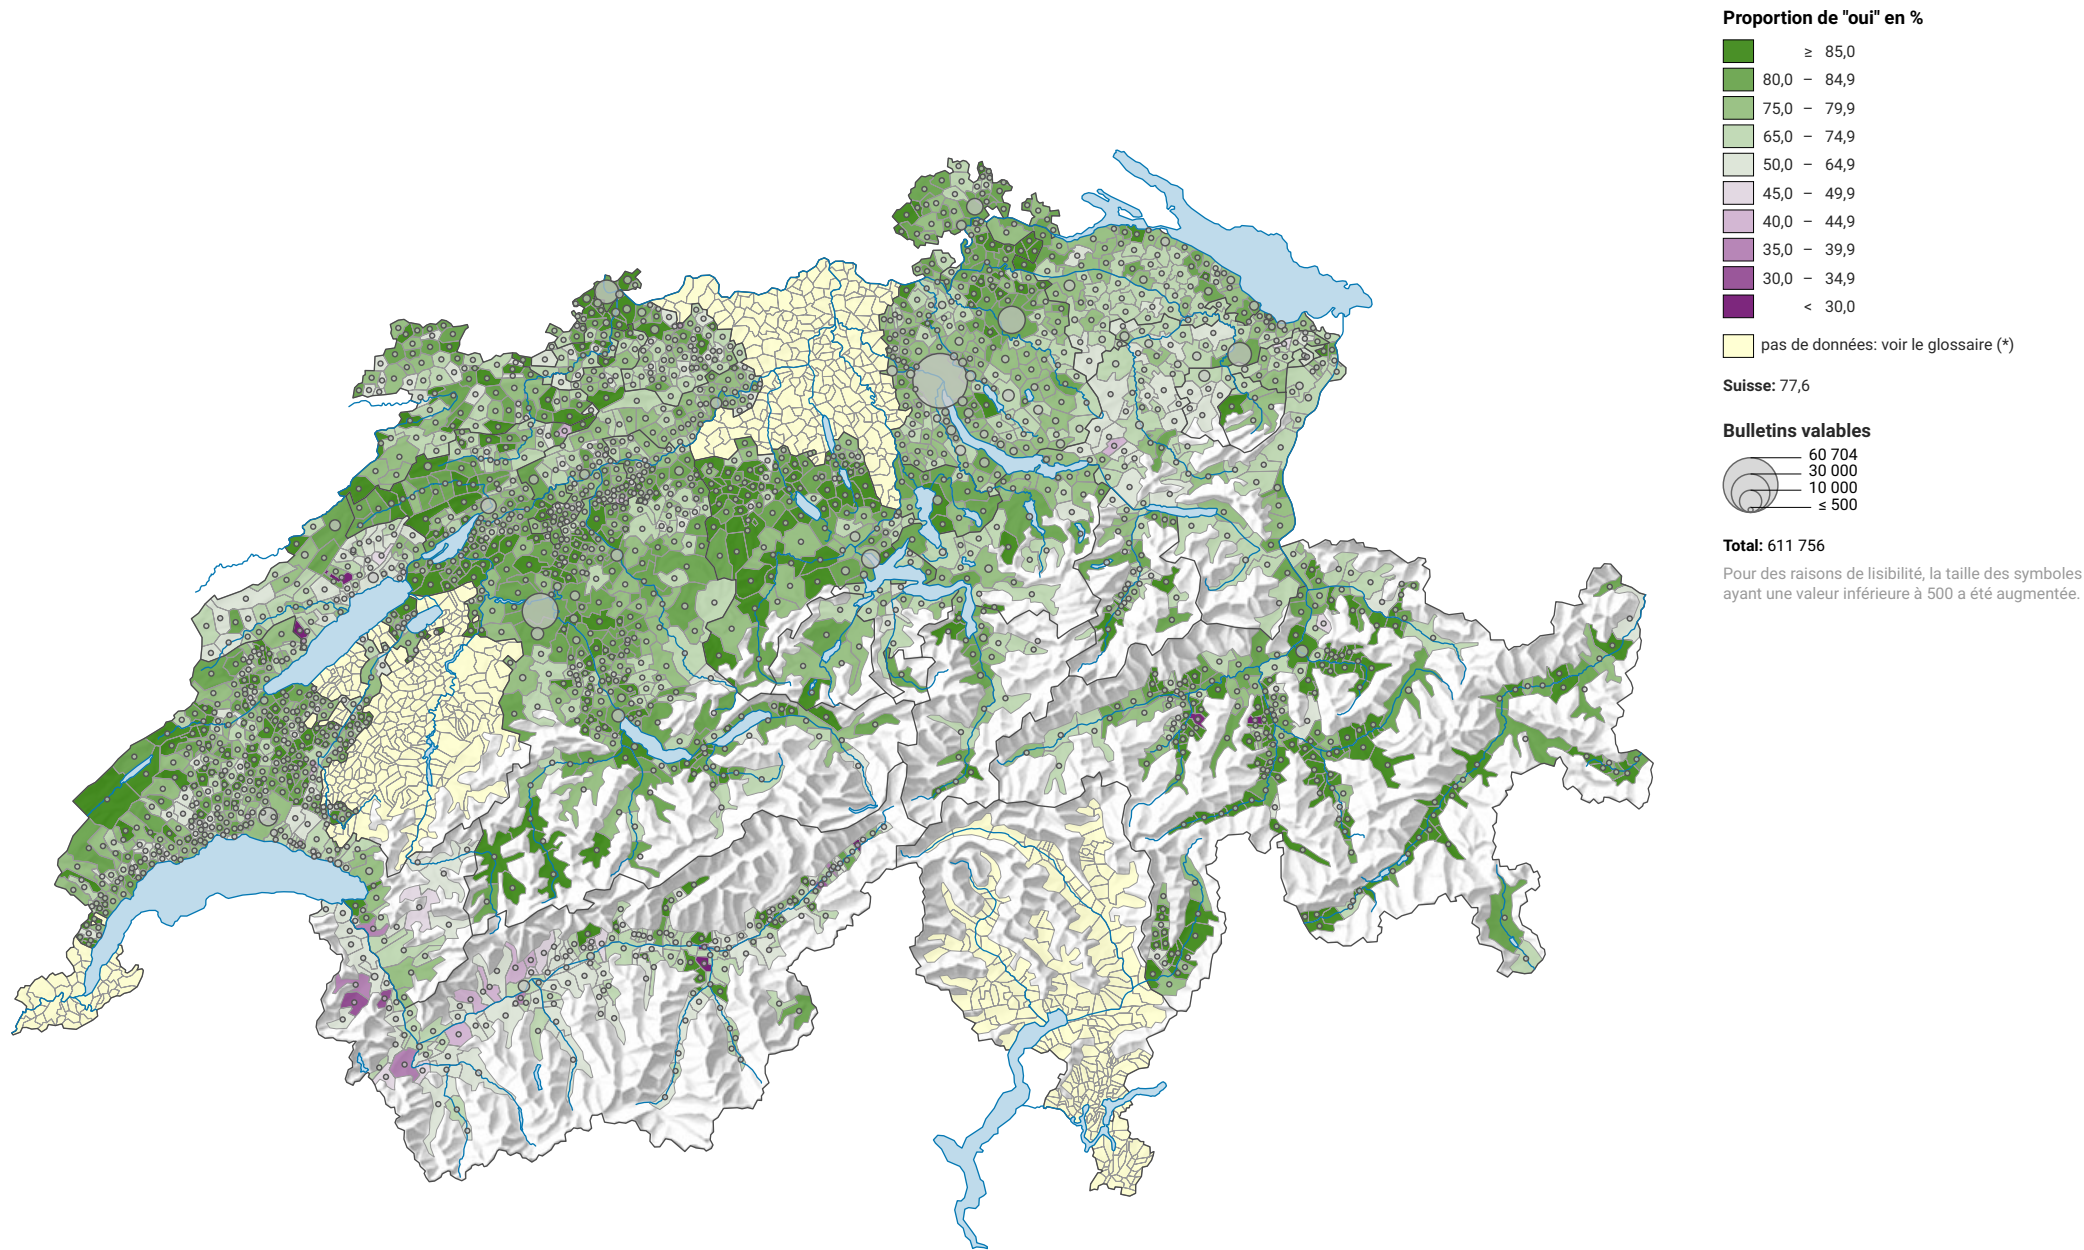 Proportion de "oui" en %
≥ 85,0
80,0 – 84,9
75,0 – 79,9
65,0 – 74,9
50,0 – 64,9
45,0 – 49,9
40,0 – 44,9
35,0 – 39,9
30,0 – 34,9
< 30,0
pas de données: voir le glossaire (*)
Suisse: 77,6
Bulletins valables
60 704
30 000
10 000
≤ 500
Total: 611 756
Pour des raisons de lisibilité, la taille des symboles
ayant une valeur inférieure à 500 a été augmentée.